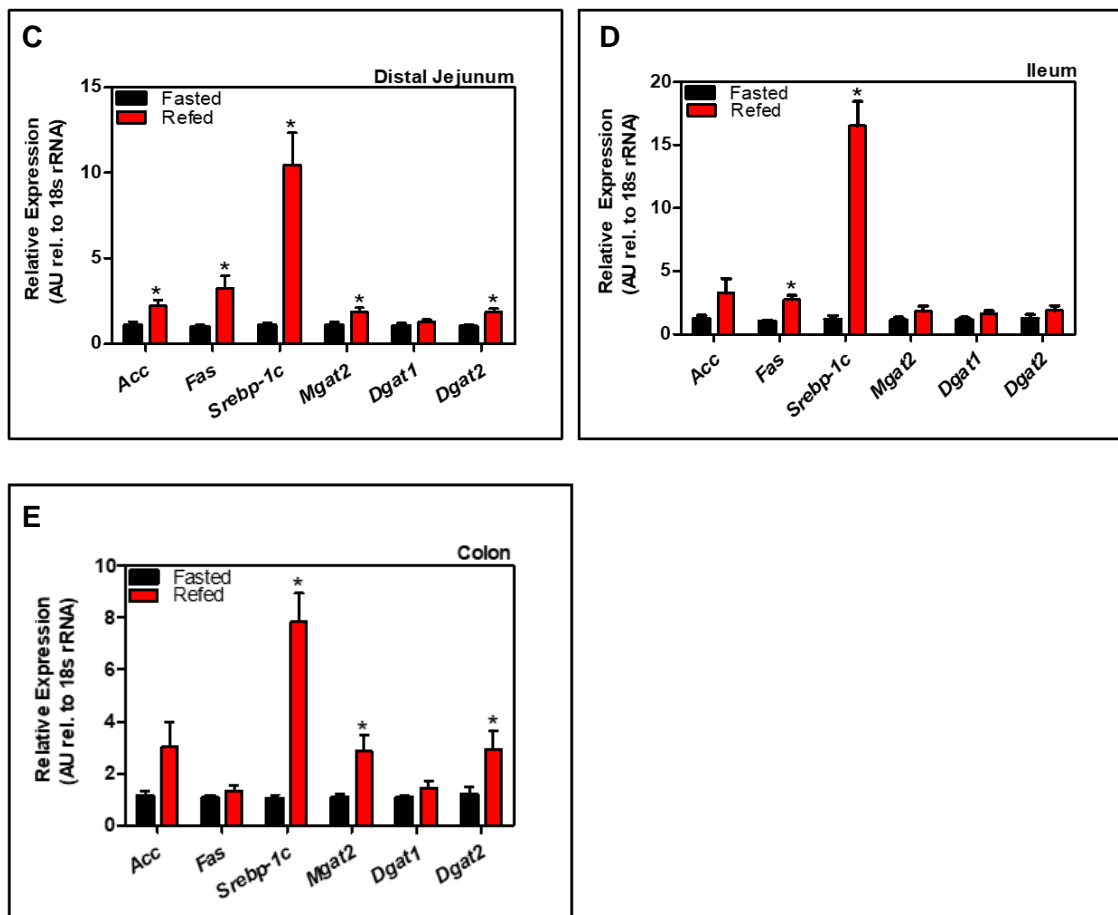 C
Distal Jejunum
Fasted
Refed
Relative Expression
(AU rel. to 18s rRNA)
15
10
5
0
*
*
*
*
*
Acc
Fas
Srebp-1c
Mgat2
Dgat1
Dgat2
D
Ileum
Fasted
Refed
Relative Expression
(AU rel. to 18s rRNA)
20
15
10
5
0
*
*
Acc
Fas
Srebp-1c
Mgat2
Dgat1
Dgat2
E
Colon
Fasted
Refed
Relative Expression
(AU rel. to 18s rRNA)
10
8
6
4
2
0
*
*
*
Acc
Fas
Srebp-1c
Mgat2
Dgat1
Dgat2